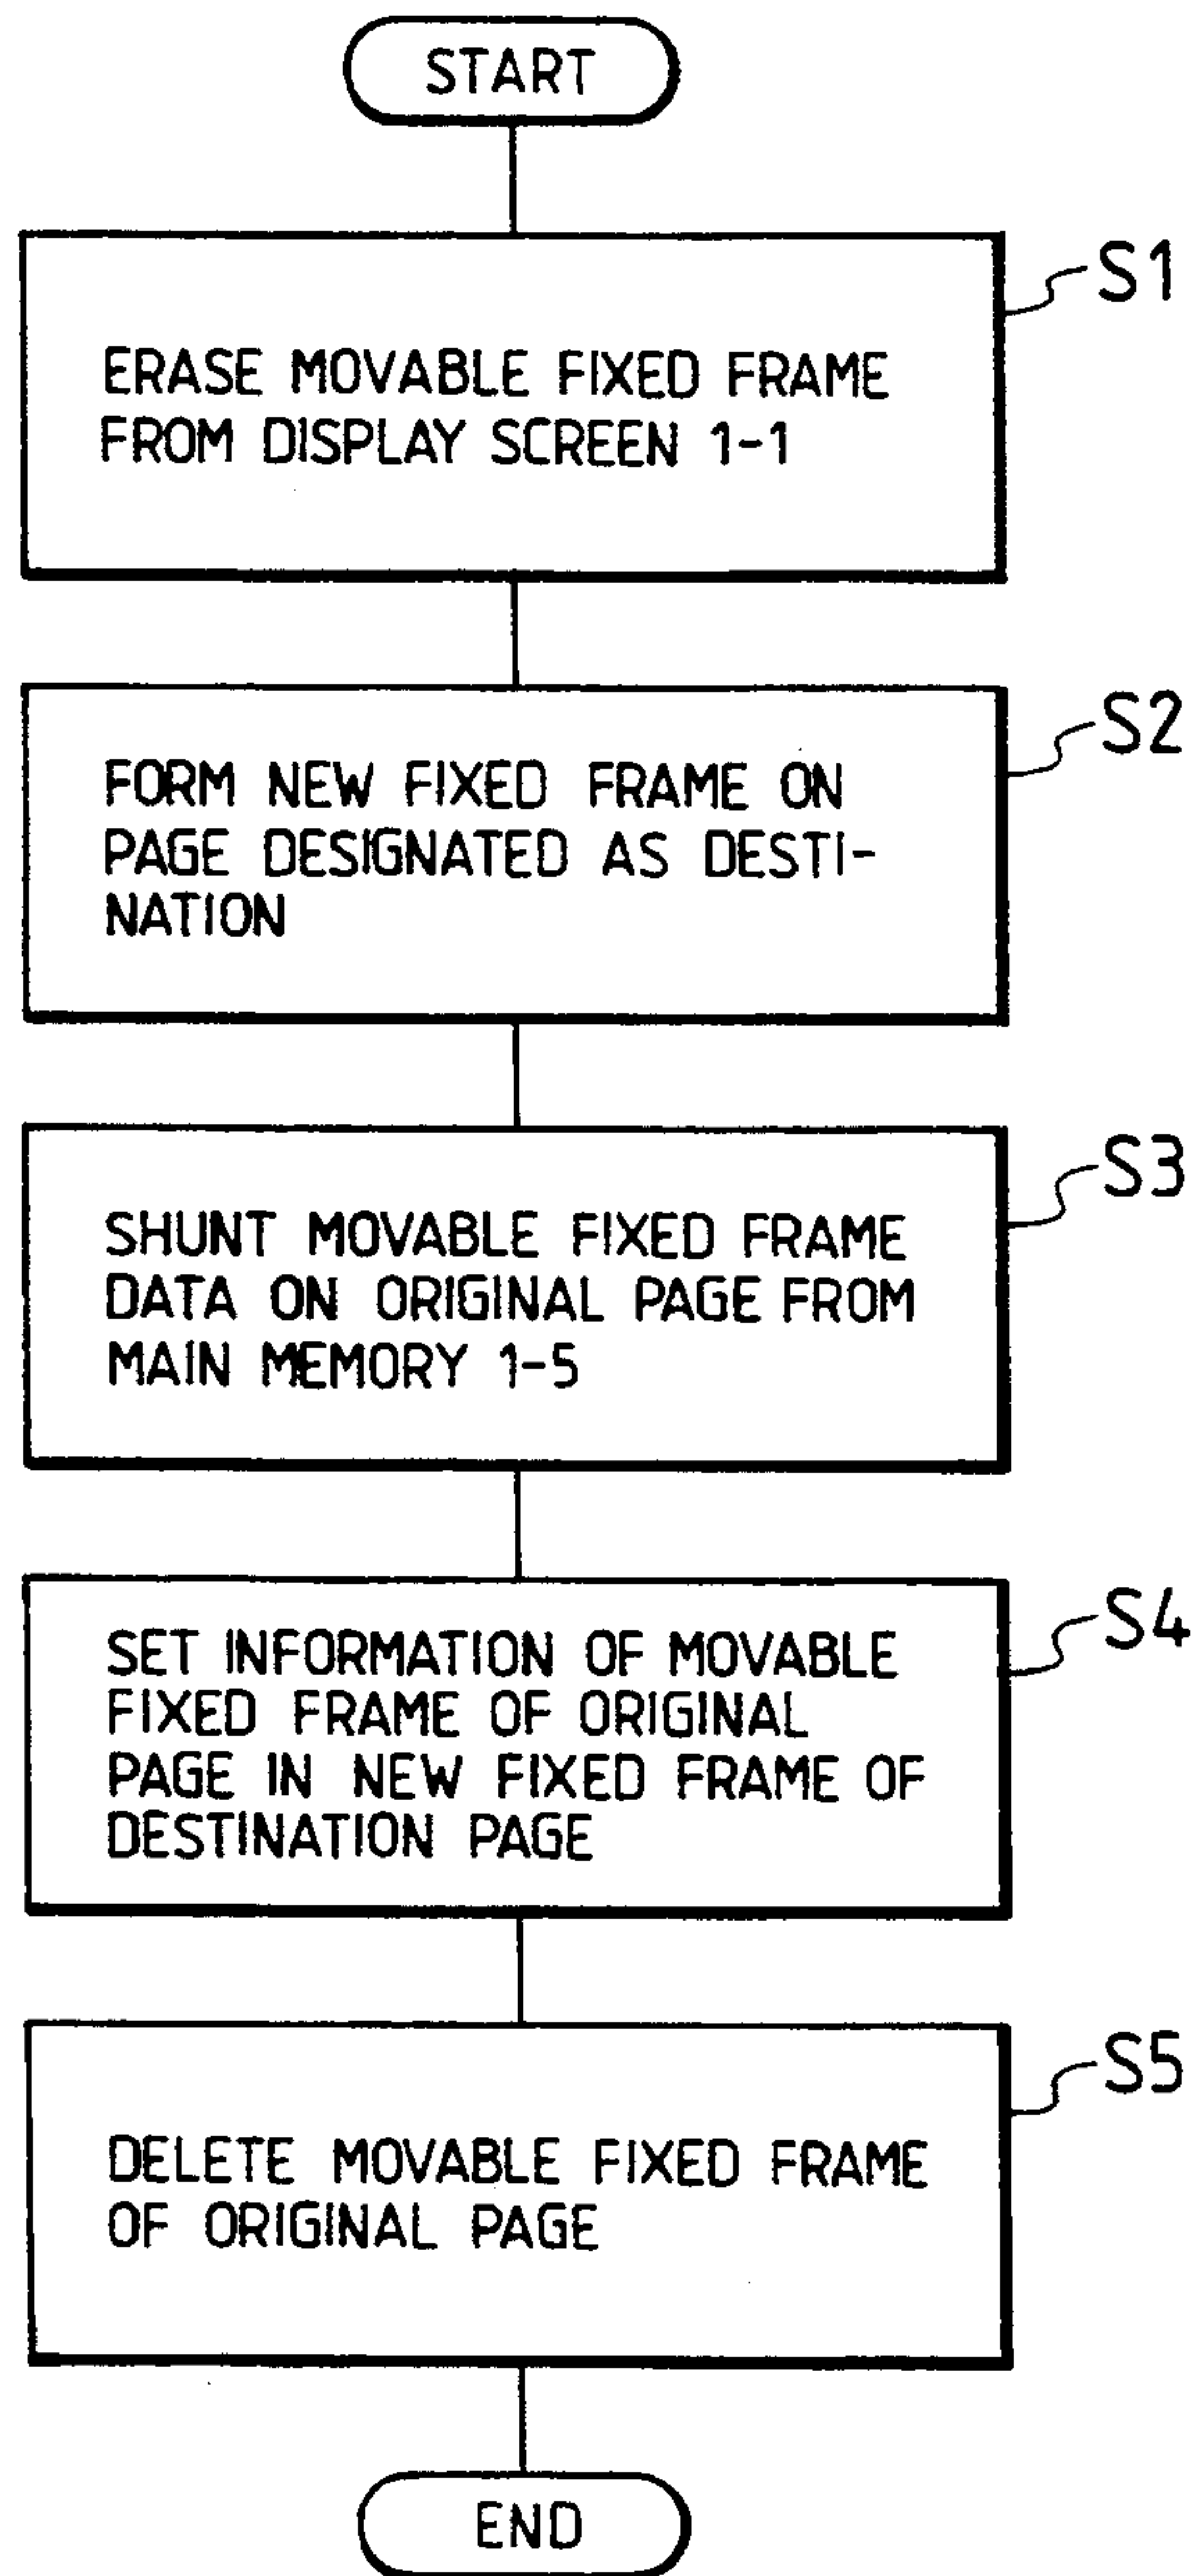 START
S1
ERASE MOVABLE FIXED FRAME
FROM DISPLAY SCREEN 1-1
S2
FORM NEW FIXED FRAME ON
PAGE DESIGNATED AS DESTI-
NATION
S3
SHUNT MOVABLE FIXED FRAME
DATA ON ORIGINAL PAGE FROM
MAIN MEMORY 1-5
S4
SET INFORMATION OF MOVABLE
FIXED FRAME OF ORIGINAL
PAGE IN NEW FIXED FRAME OF
DESTINATION PAGE
S5
DELETE MOVABLE FIXED FRAME
OF ORIGINAL PAGE
END